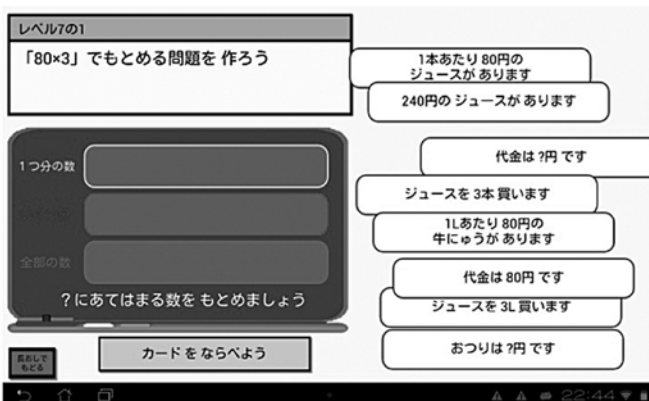 レベル7の1
「80×3」でもとめる問題を 作ろう
1本あたり 80円の
ジュースが あります
240円の ジュースが あります
1つ分の数
全部の数
?にあてはまる数を もとめましょう
代金は ?円 です
ジュースを 3本 買います
1Lあたり 80円の
牛にゅうが あります
代金は 80円 です
ジュースを 3L 買います
おつりは ?円 です
長おしで
もどる
カードを ならべよう
22:44